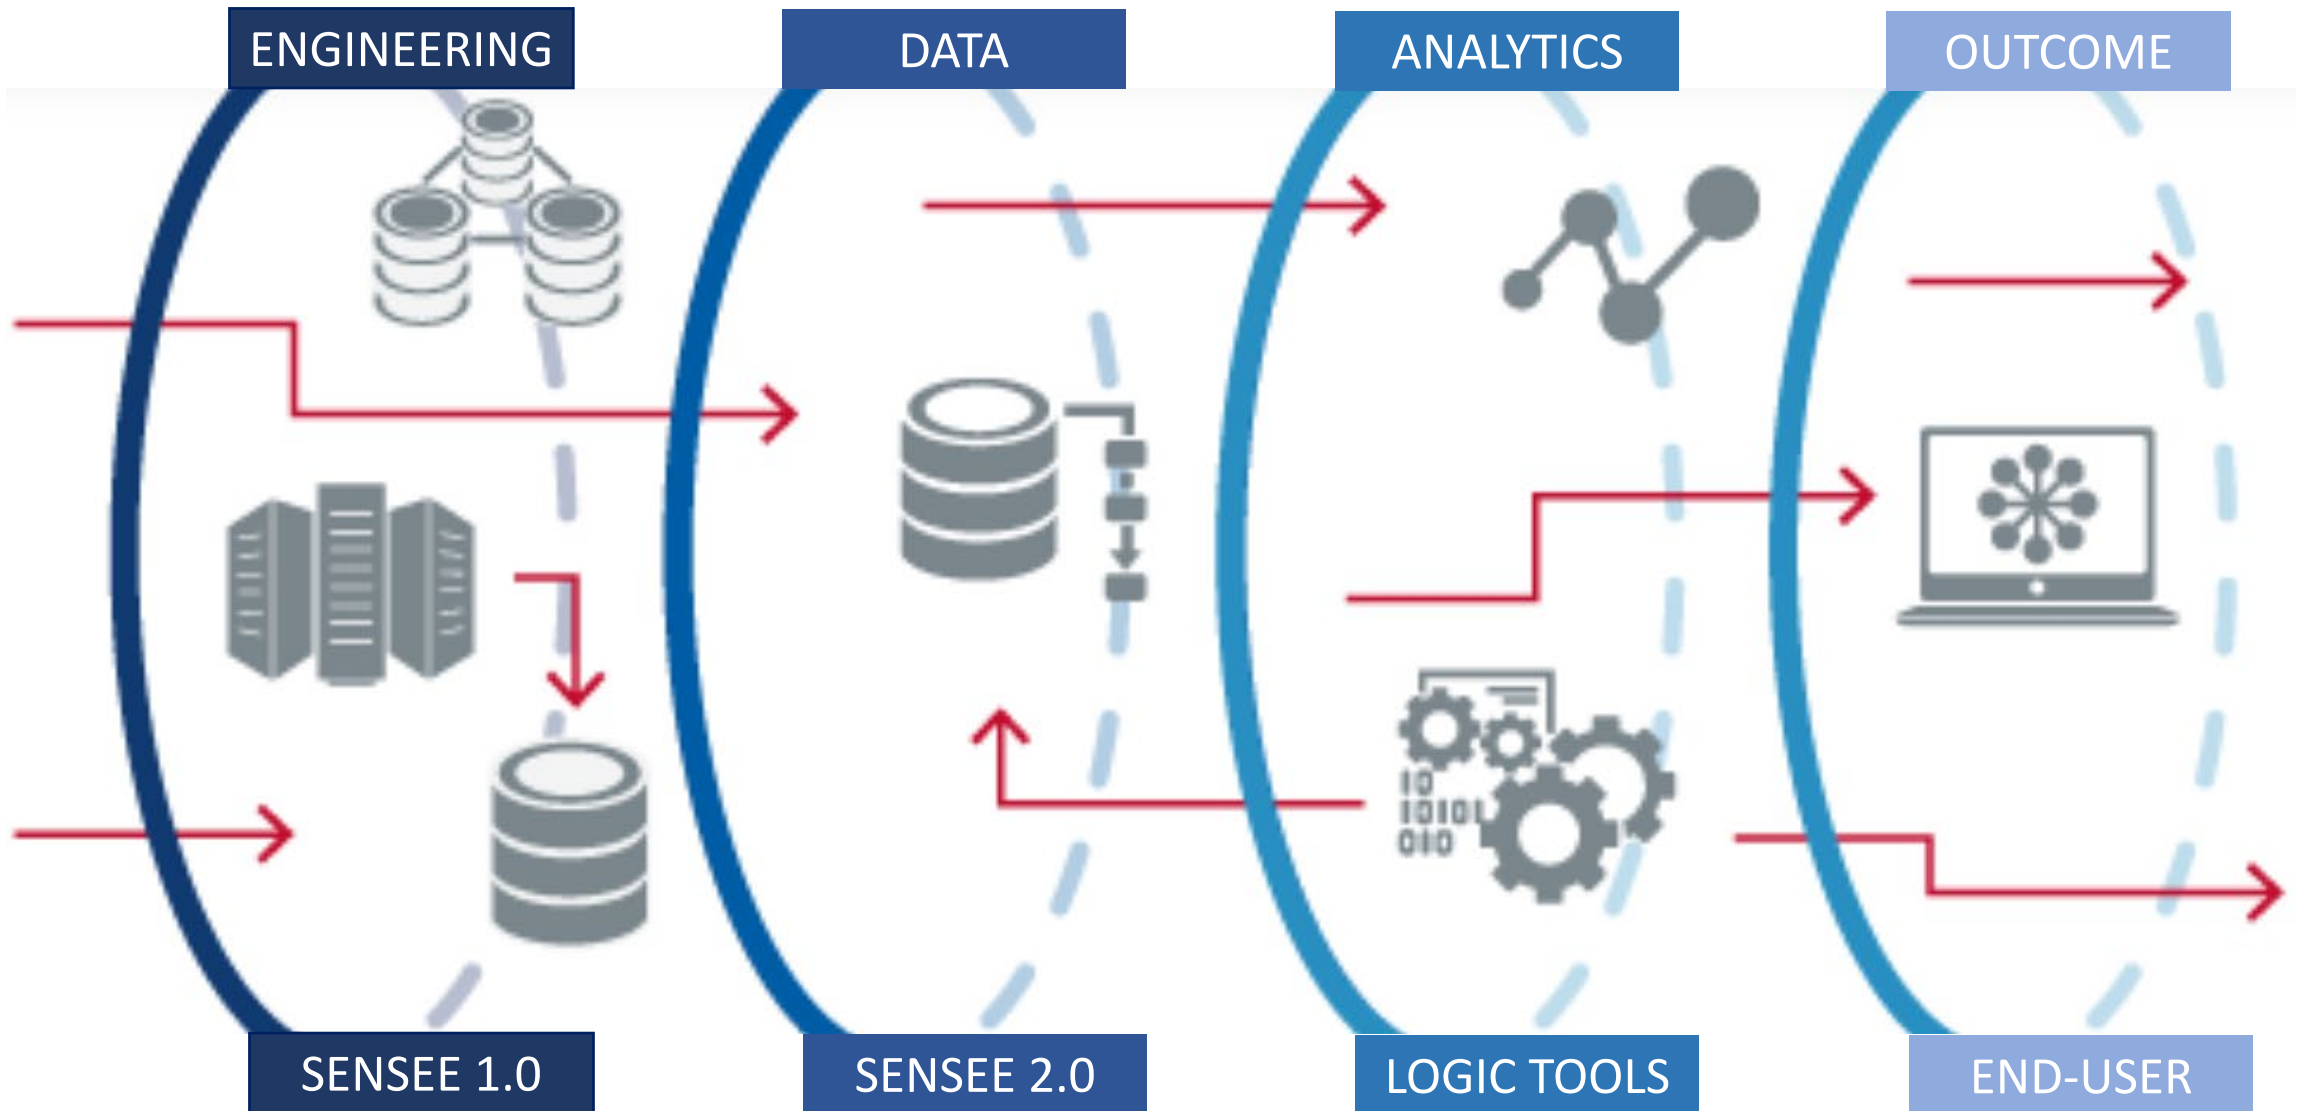 ENGINEERING
DATA
ANALYTICS
OUTCOME
10
10101
010
SENSEE 1.0
SENSEE 2.0
LOGIC TOOLS
END-USER